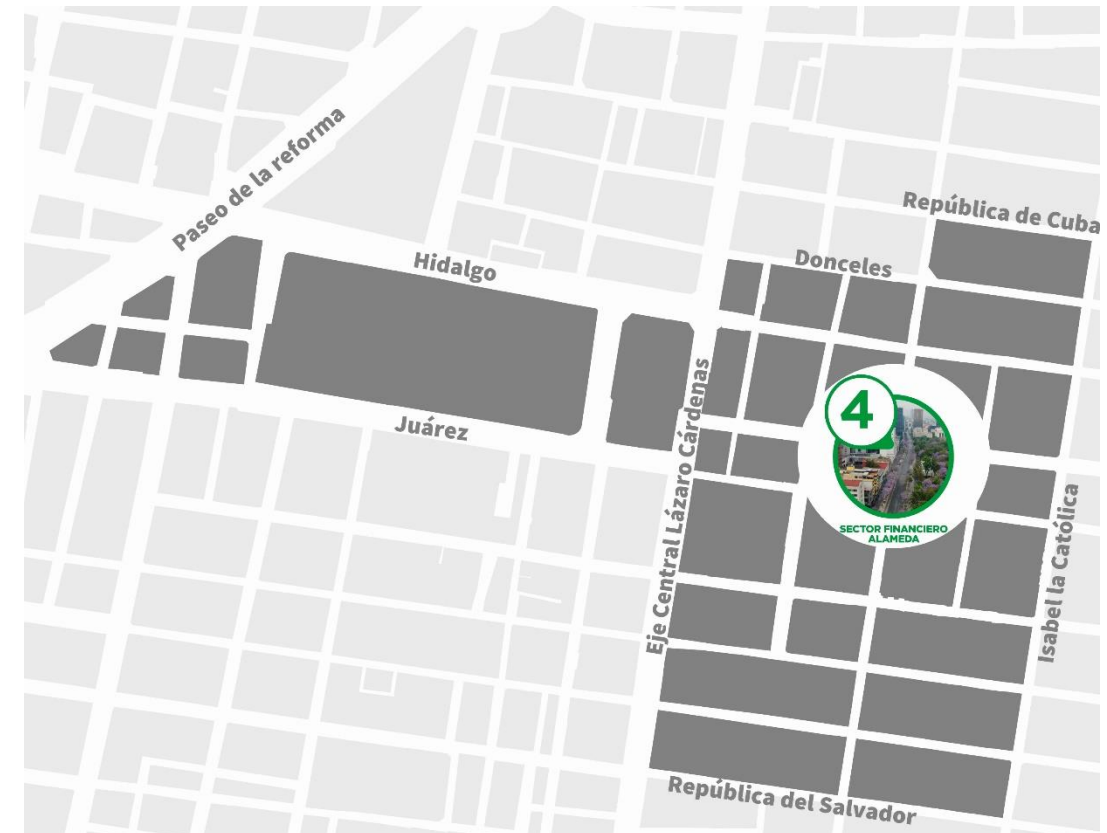 Paseo de la reforma
República de Cuba
Hidalgo
Donceles
Juárez
Eje Central Lázaro Cárdenas
4
SECTOR FINANCIERO
ALAMEDA
Isabel la Católica
República del Salvador